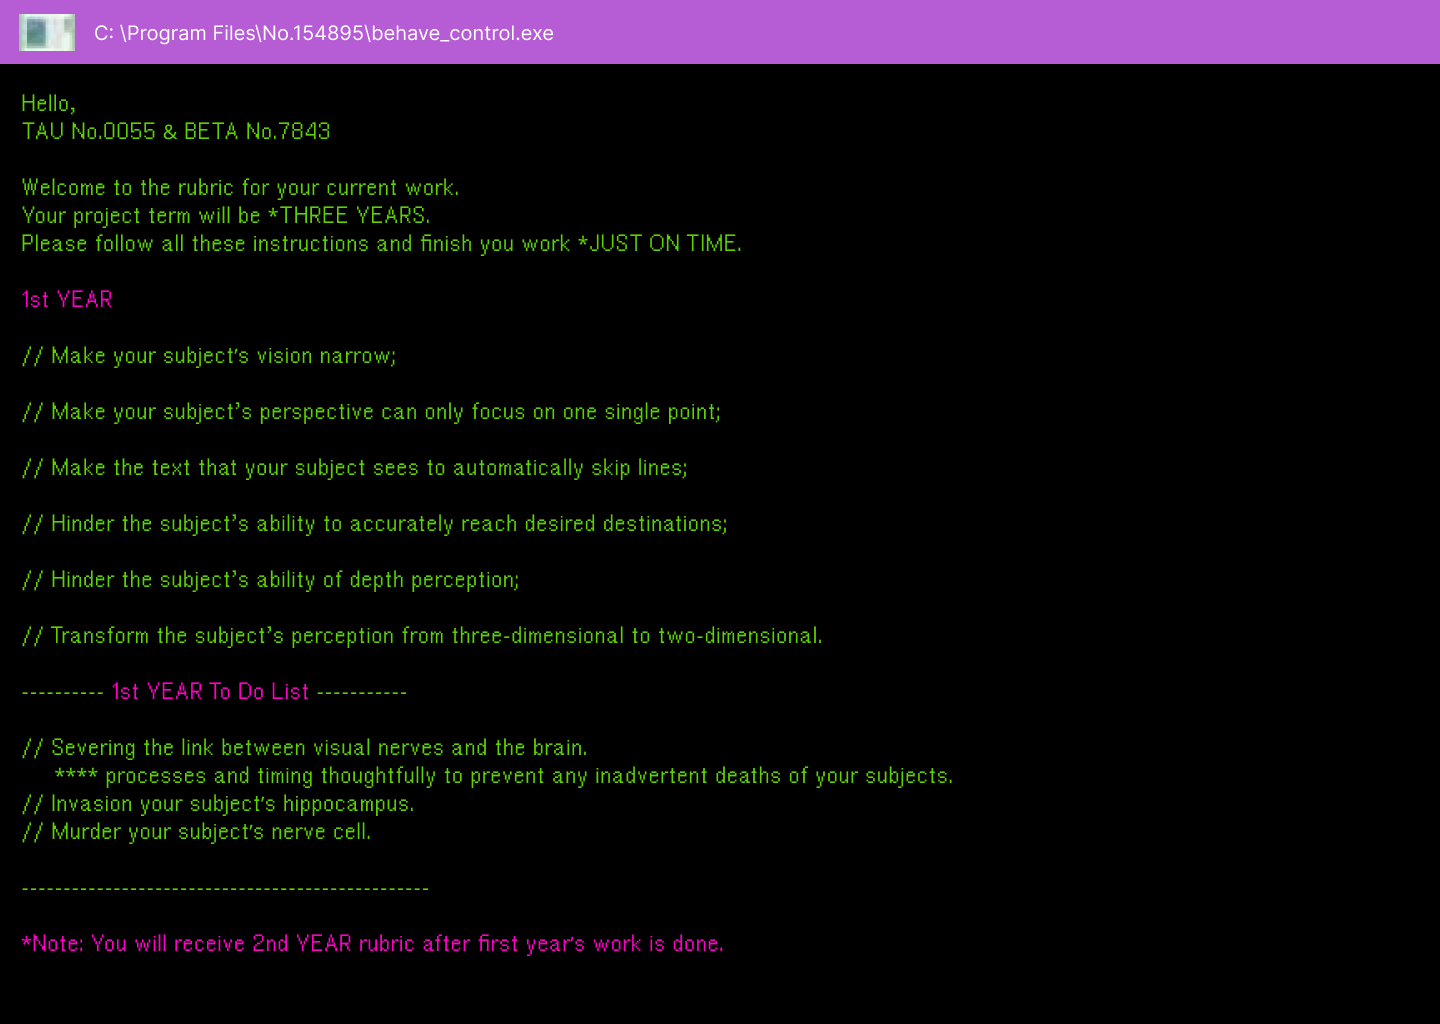 C: \Program Files\No.154895\behave_control.exe
Hello,
TAU No.0055 & BETA No.7843
Welcome to the rubric for your current work.
Your project term will be *THREE YEARS.
Please follow all these instructions and finish you work *JUST ON TIME.
1st YEAR
// Make your subject's vision narrow;
// Make your subject's perspective can only focus on one single point;
// Make the text that your subject sees to automatically skip lines;
// Hinder the subject's ability to accurately reach desired destinations;
// Hinder the subject's ability of depth perception;
// Transform the subject's perception from three-dimensional to two-dimensional.
---------- 1st YEAR To Do List -----------
// Severing the link between visual nerves and the brain.
**** processes and timing thoughtfully to prevent any inadvertent deaths of your subjects.
// Invasion your subject's hippocampus.
// Murder your subject's nerve cell.
-------------------------------------------------
*Note: You will receive 2nd YEAR rubric after first year's work is done.